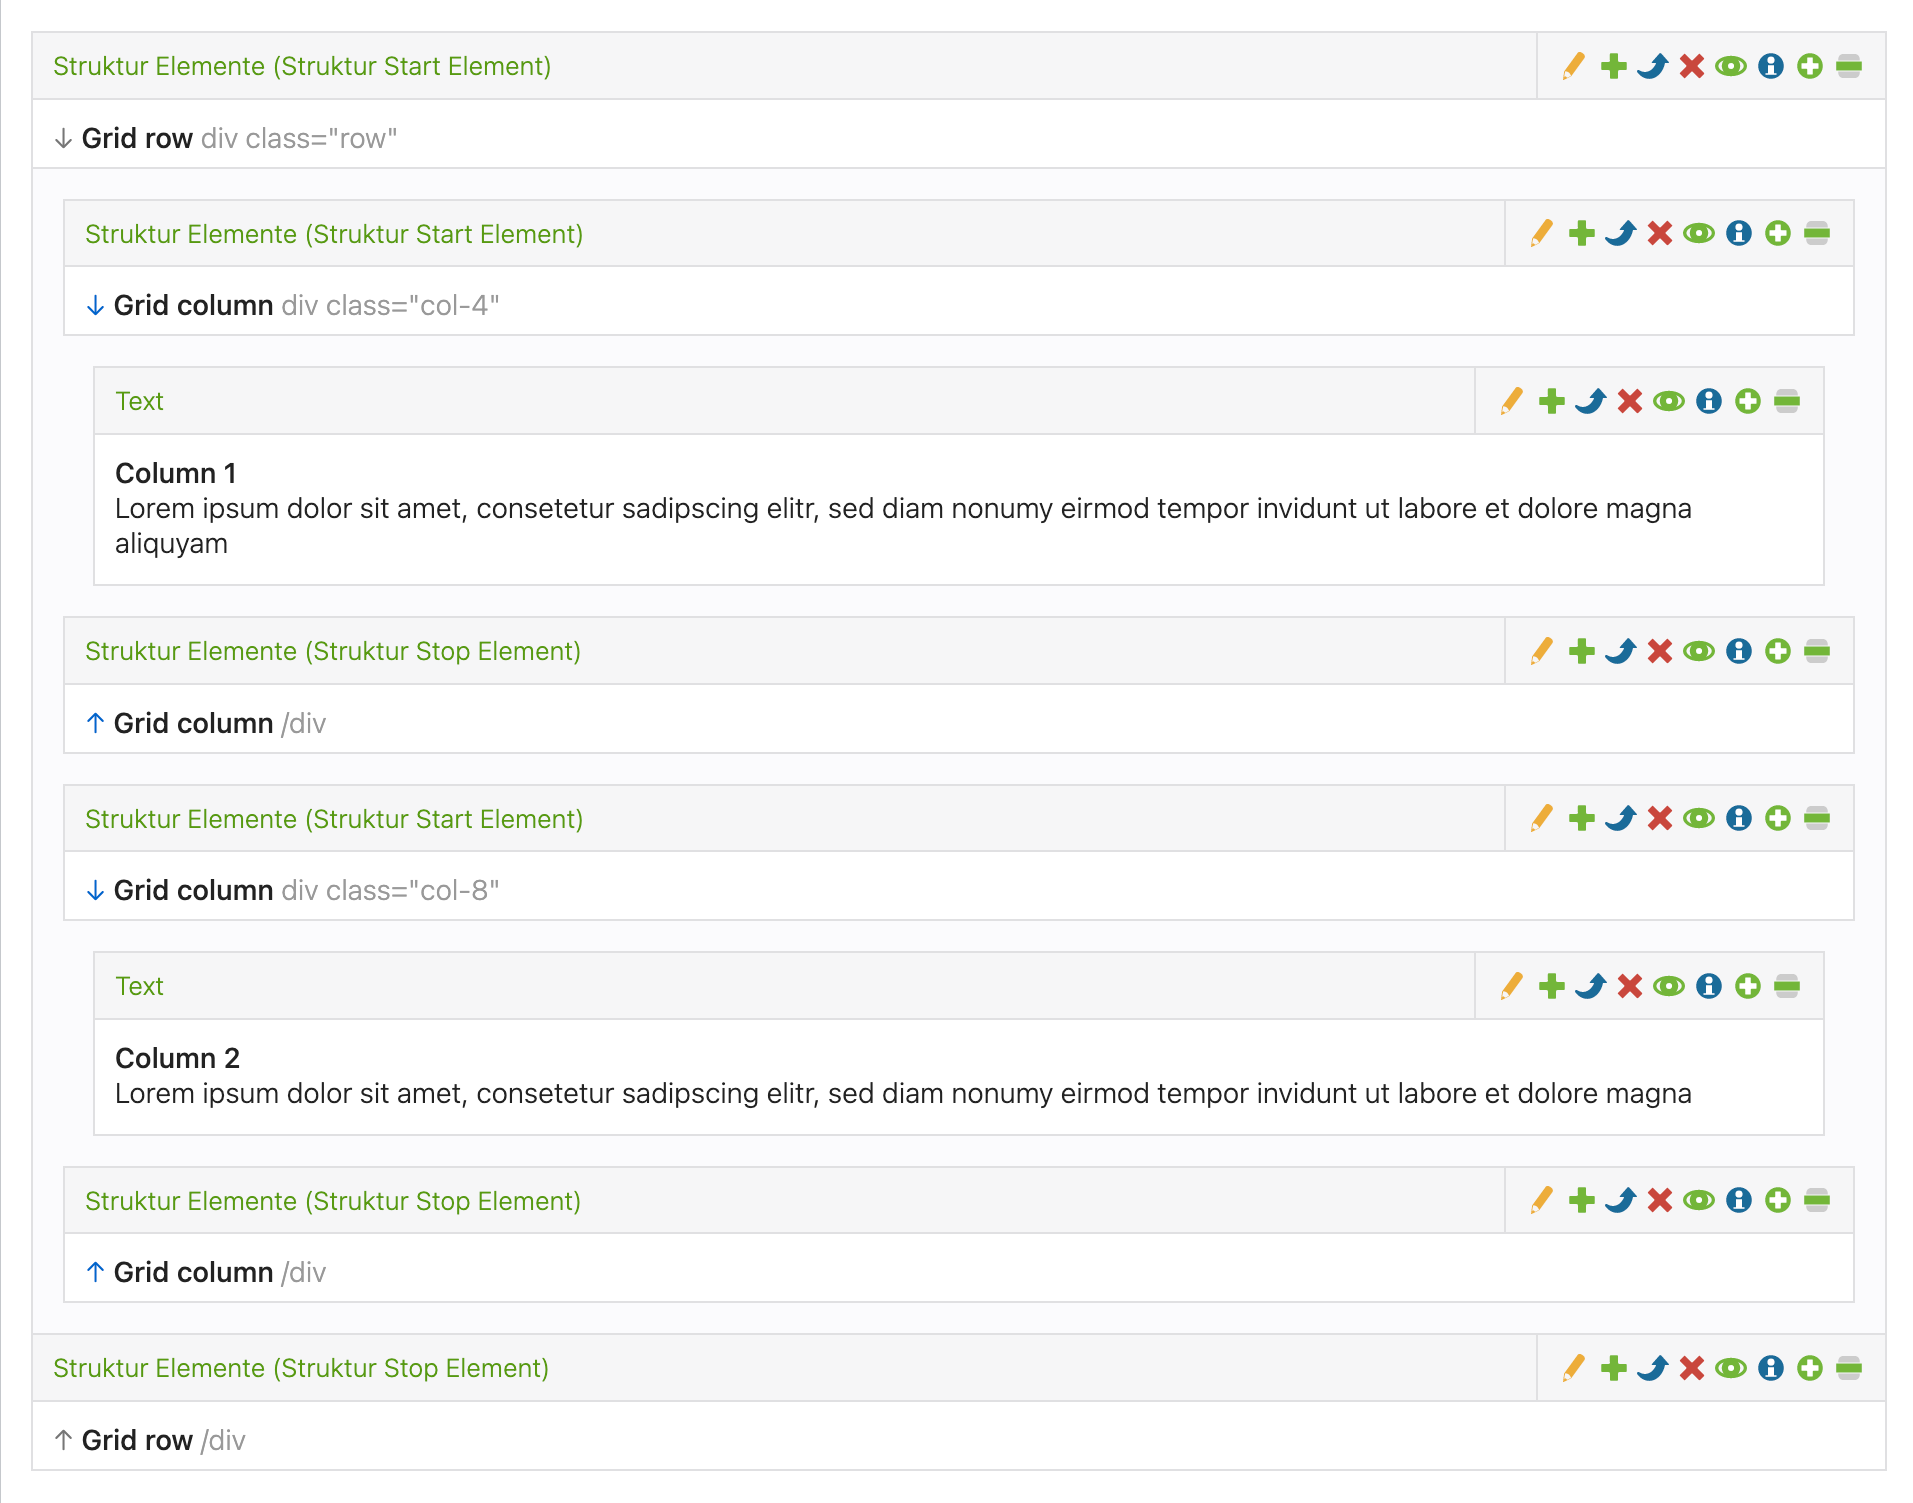 Struktur Elemente (Struktur Start Element)
↓ Grid row div class="row"
Struktur Elemente (Struktur Start Element)
↓ Grid column div class="col-4"
Text
Column 1
Lorem ipsum dolor sit amet, consetetur sadipscing elitr, sed diam nonumy eirmod tempor invidunt ut labore et dolore magna
aliquyam
Struktur Elemente (Struktur Stop Element)
↑ Grid column /div
Struktur Elemente (Struktur Start Element)
↓ Grid column div class="col-8"
Text
Column 2
Lorem ipsum dolor sit amet, consetetur sadipscing elitr, sed diam nonumy eirmod tempor invidunt ut labore et dolore magna
Struktur Elemente (Struktur Stop Element)
↑ Grid column /div
Struktur Elemente (Struktur Stop Element)
↑ Grid row /div